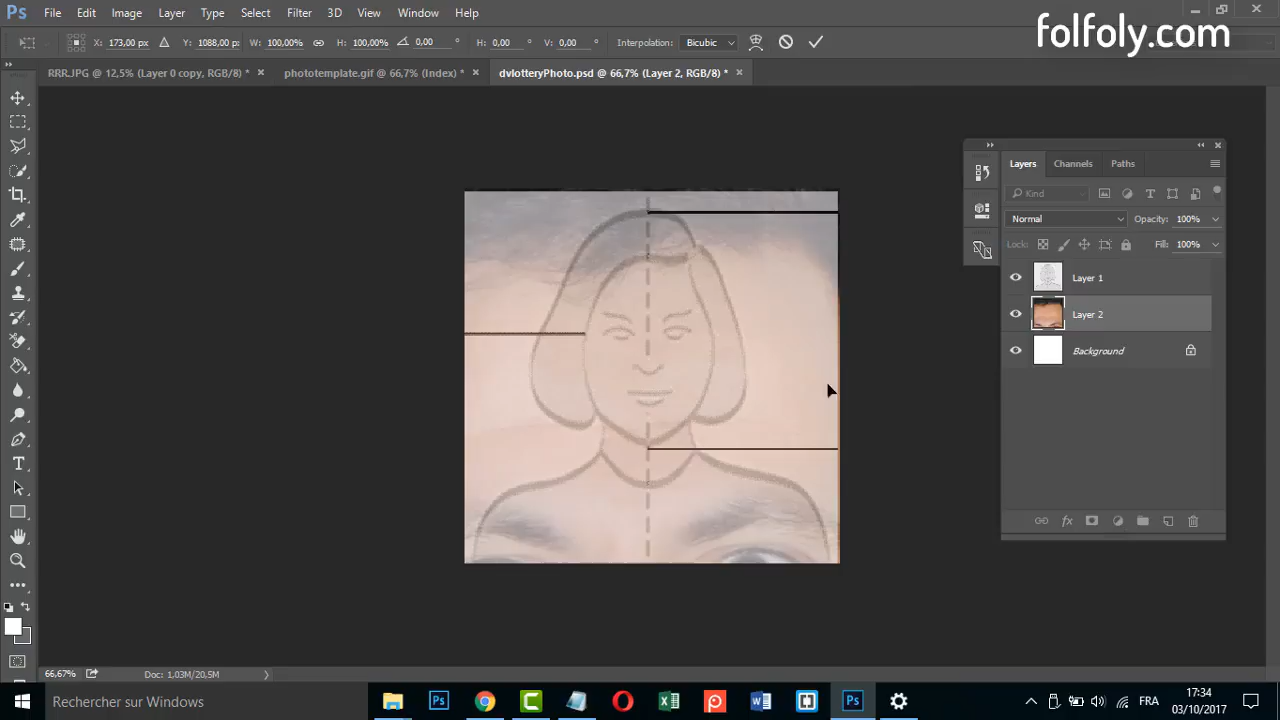 Ps File Edit Image Layer Type Select Filter 3D View Window Help
folfoly.com
X: 173,00 px Y: 1088,00 px W: 100,00% H: 100,00% 0,00 ° H: 0,00 ° V: 0,00 ° Interpolation: Bicubic
RRR.JPG @ 12,5% (Layer 0 copy, RGB/8) * phototemplate.gif @ 66,7% (Index) * dvlotteryPhoto.psd @ 66,7% (Layer 2, RGB/8) *
Layers Channels Paths
Kind
Normal Opacity: 100%
Lock: Fill: 100%
Layer 1
Layer 2
Background
66,67% Doc: 1,03M/20,5M
Rechercher sur Windows
FRA
17:34
03/10/2017